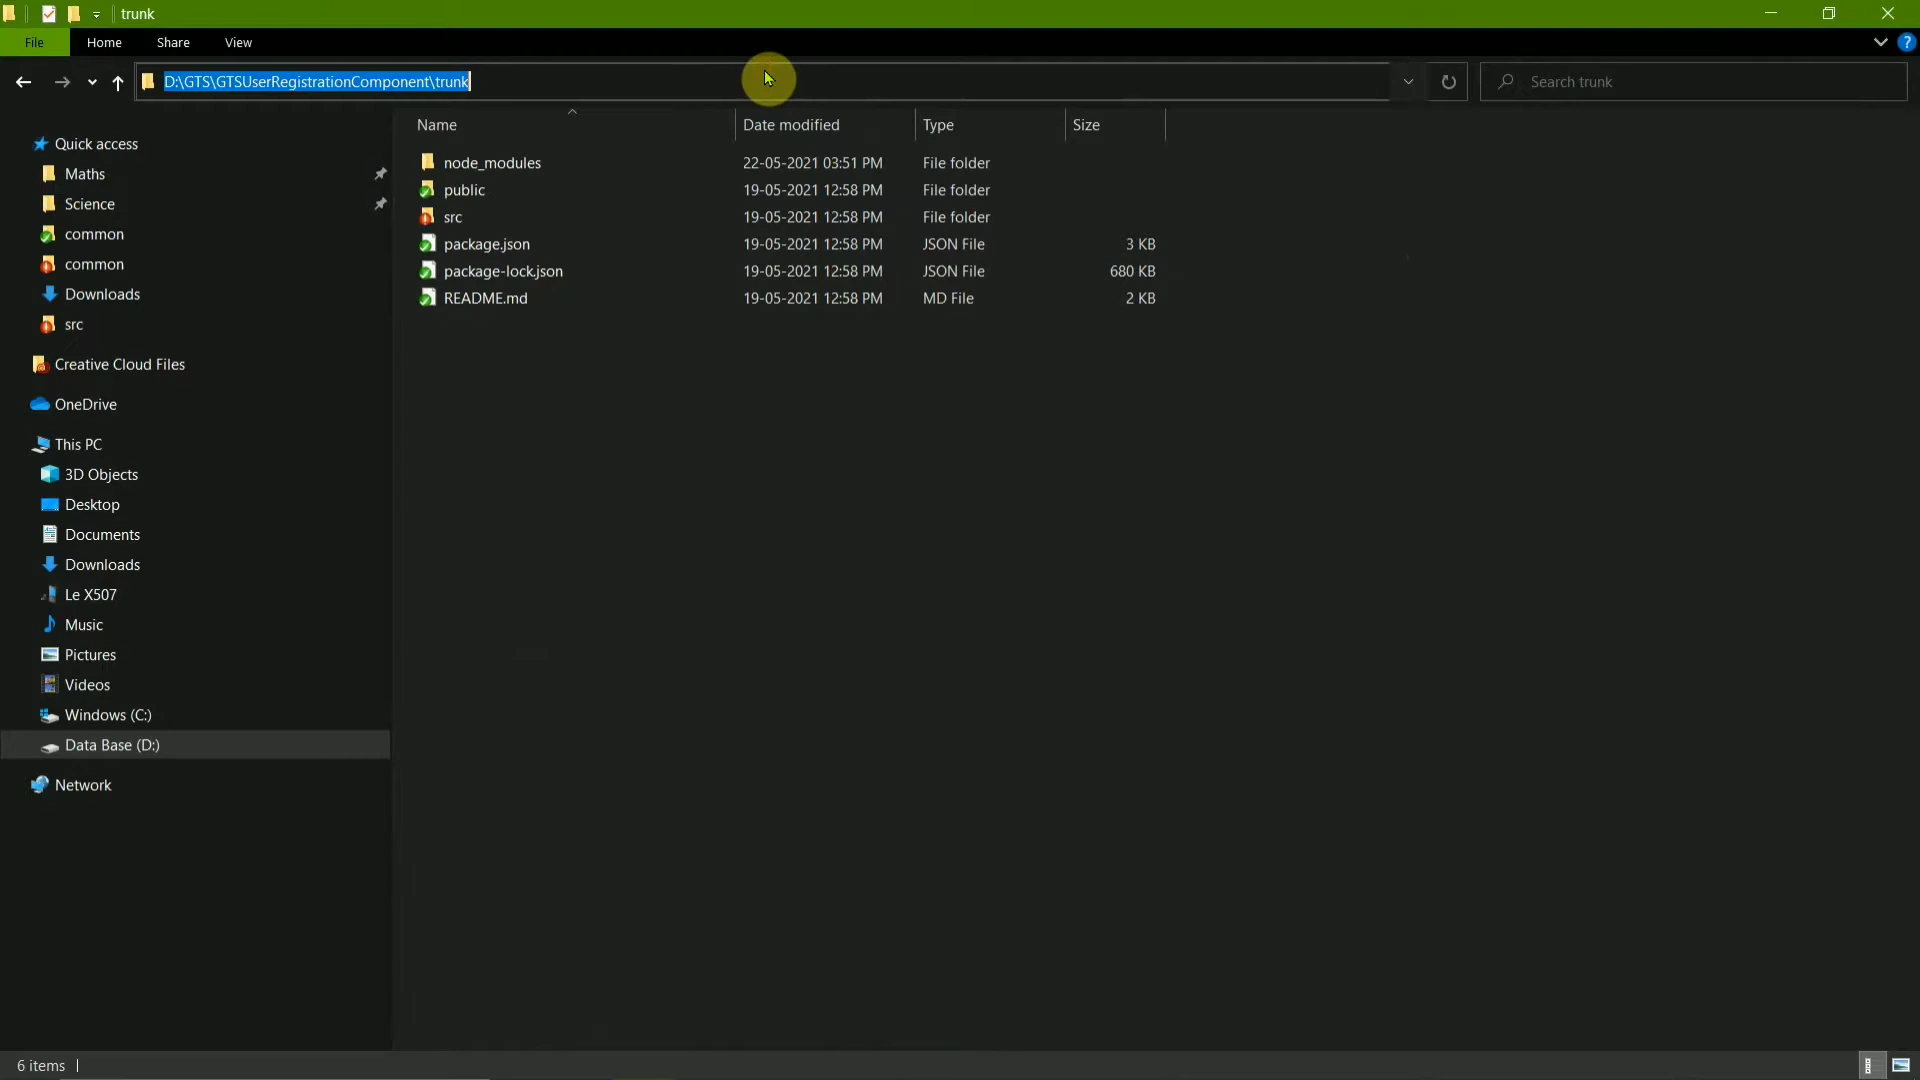 trunk
File Home Share View
D:\GTS\GTSUserRegistrationComponent\trunk
Search trunk
Name Date modified Type Size
node_modules 22-05-2021 03:51 PM File folder
public 19-05-2021 12:58 PM File folder
src 19-05-2021 12:58 PM File folder
package.json 19-05-2021 12:58 PM JSON File 3 KB
package-lock.json 19-05-2021 12:58 PM JSON File 680 KB
README.md 19-05-2021 12:58 PM MD File 2 KB
Quick access
Maths
Science
common
common
Downloads
src
Creative Cloud Files
OneDrive
This PC
3D Objects
Desktop
Documents
Downloads
Le X507
Music
Pictures
Videos
Windows (C:)
Data Base (D:)
Network
6 items